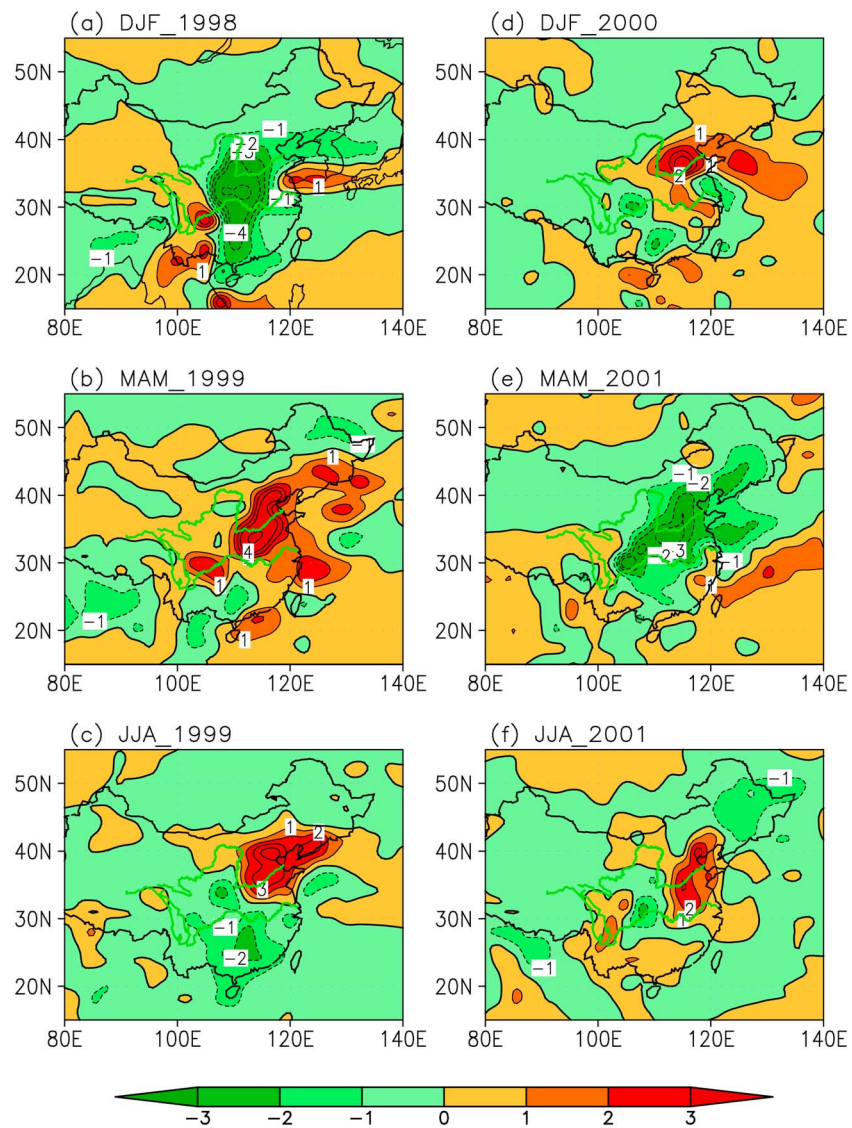 (a) DJF_1998
50N
40N
30N
20N
80E 100E 120E 140E
-1
-2
-3
1
-1
-4
-1
1
(d) DJF_2000
50N
40N
30N
20N
80E 100E 120E 140E
1
1
2
(b) MAM_1999
50N
40N
30N
20N
80E 100E 120E 140E
-1
1
4
1
1
-1
1
(e) MAM_2001
50N
40N
30N
20N
80E 100E 120E 140E
-1
-2
-3
-2
-1
1
(c) JJA_1999
50N
40N
30N
20N
80E 100E 120E 140E
1
2
3
-1
-2
(f) JJA_2001
50N
40N
30N
20N
80E 100E 120E 140E
-1
2
1
-1
-3 -2 -1 0 1 2 3